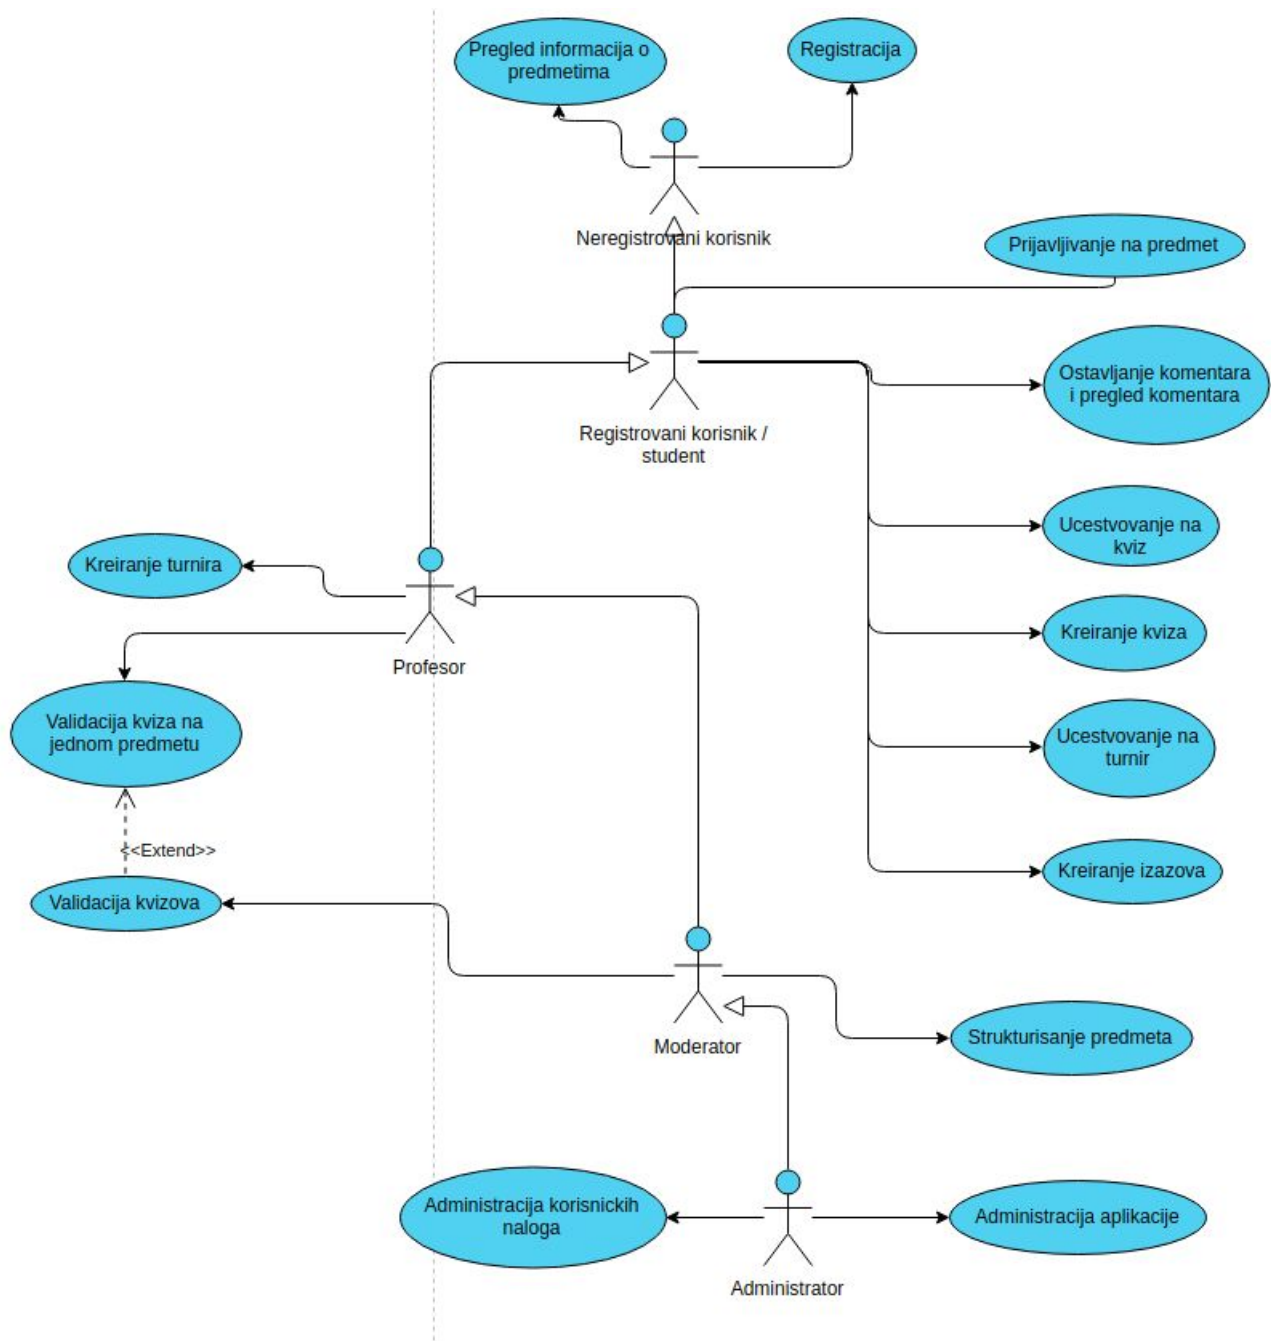 Pregled informacija o
predmetima
Registracija
Neregistrovani korisnik
Prijavljivanje na predmet
Ostavljanje komentara
i pregled komentara
Registrovani korisnik /
student
Ucestvovanje na
kviz
Kreiranje turnira
Kreiranje kviza
Profesor
Validacija kviza na
jednom predmetu
Ucestvovanje na
turnir
<<Extend>>
Kreiranje izazova
Validacija kvizova
Moderator
Strukturisanje predmeta
Administracija korisnickih
naloga
Administracija aplikacije
Administrator